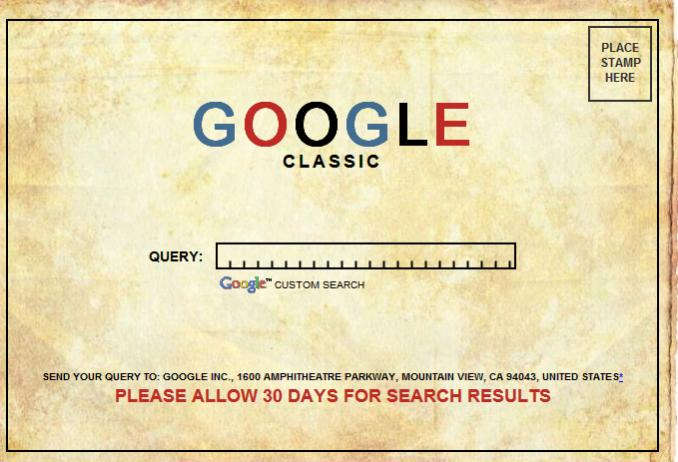 PLACE
STAMP
HERE
GOOGLE
CLASSIC
QUERY:
Google™ CUSTOM SEARCH
SEND YOUR QUERY TO: GOOGLE INC., 1600 AMPHITHEATRE PARKWAY, MOUNTAIN VIEW, CA 94043, UNITED STATES*
PLEASE ALLOW 30 DAYS FOR SEARCH RESULTS